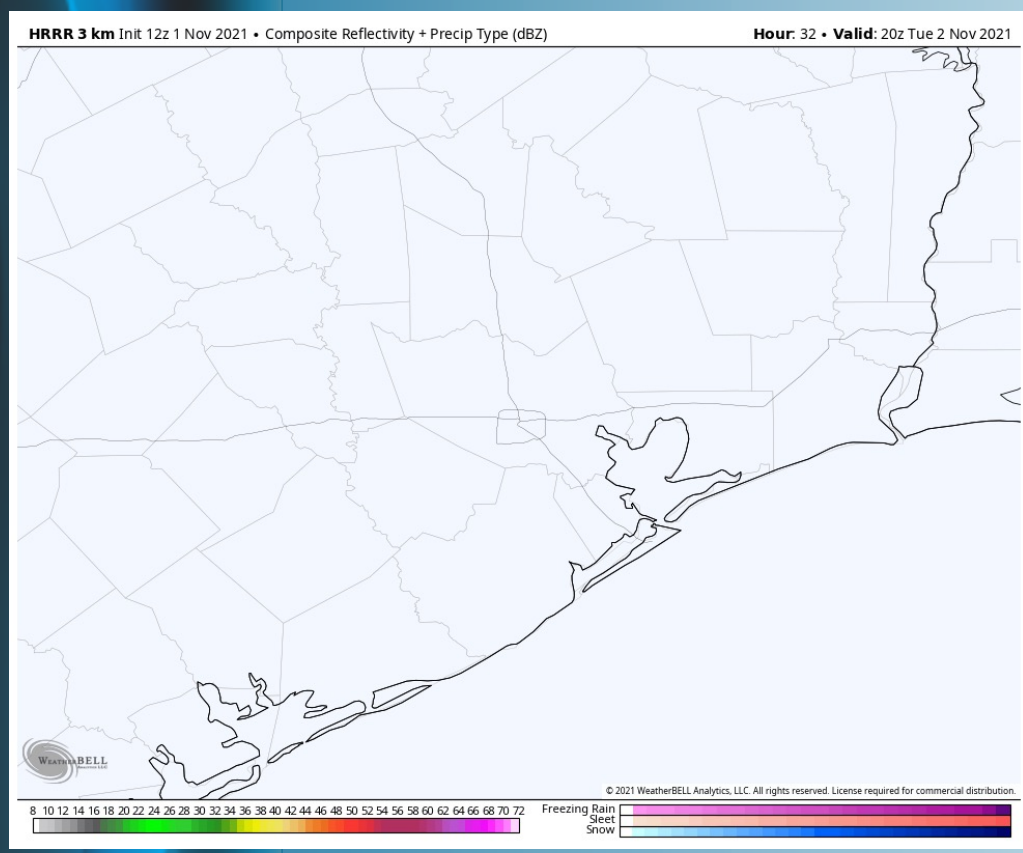 HRRR 3 km Init 12z 1 Nov 2021 • Composite Reflectivity + Precip Type (dBZ)
Hour: 32 • Valid: 20z Tue 2 Nov 2021
WEATHERBELL
© 2021 WeatherBELL Analytics, LLC. All rights reserved. License required for commercial distribution.
8 10 12 14 16 18 20 22 24 26 28 30 32 34 36 38 40 42 44 46 48 50 52 54 56 58 60 62 64 66 68 70 72
Freezing Rain
Sleet
Snow